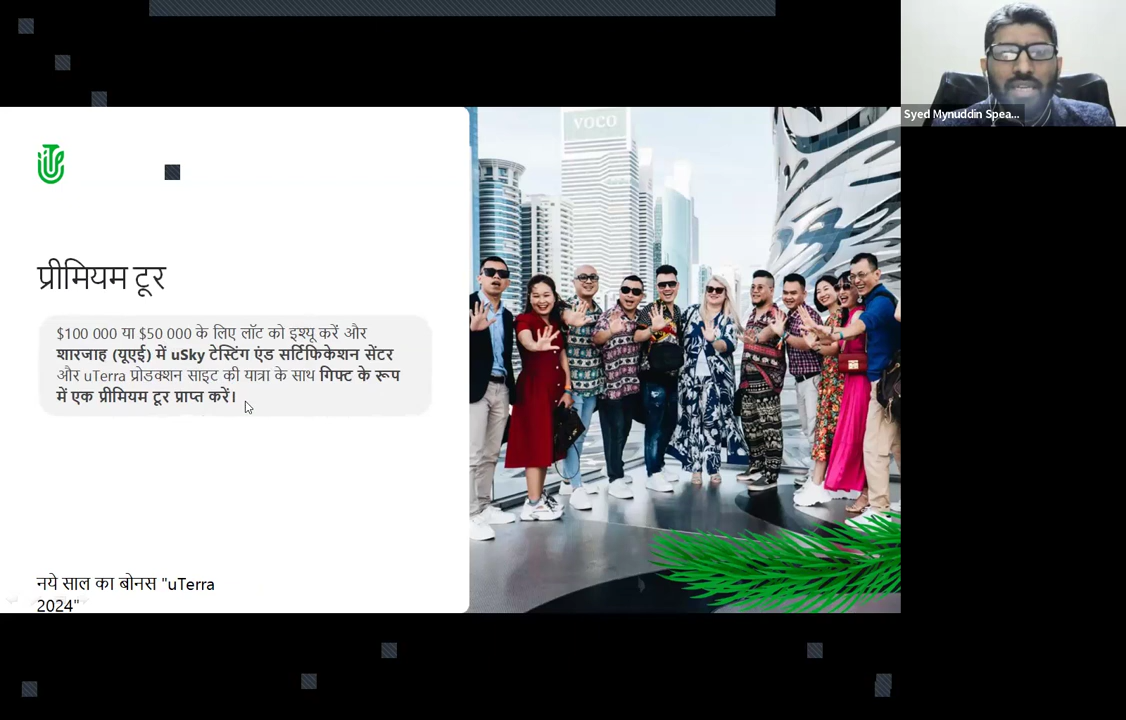 VOCO
Syed Mynuddin Spea...
प्रीमियम टूर
$100 000 या $50 000 के लिए लॉट को इश्यू करें और
शारजाह (यूएई) में uSky टेस्टिंग एंड सर्टिफिकेशन सेंटर
और uTerra प्रोडक्शन साइट की यात्रा के साथ गिफ्ट के रूप
में एक प्रीमियम टूर प्राप्त करें।
नये साल का बोनस "uTerra
2024"